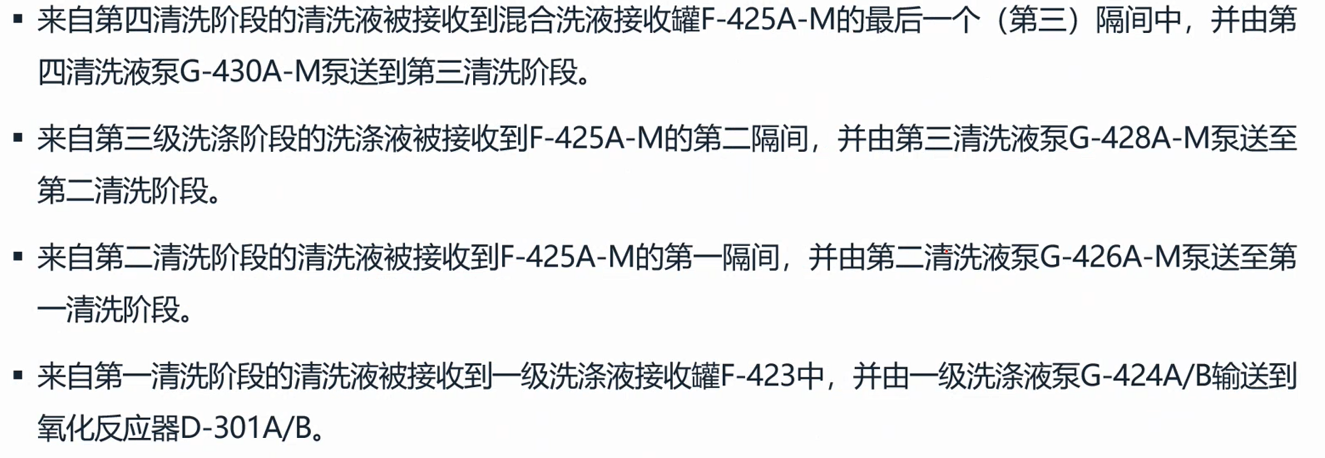 ▪ 来自第四清洗阶段的清洗液被接收到混合洗液接收罐F-425A-M的最后一个（第三）隔间中，并由第
四清洗液泵G-430A-M泵送到第三清洗阶段。
▪ 来自第三级洗涤阶段的洗涤液被接收到F-425A-M的第二隔间，并由第三清洗液泵G-428A-M泵送至
第二清洗阶段。
▪ 来自第二清洗阶段的清洗液被接收到F-425A-M的第一隔间，并由第二清洗液泵G-426A-M泵送至第
一清洗阶段。
▪ 来自第一清洗阶段的清洗液被接收到一级洗涤液接收罐F-423中，并由一级洗涤液泵G-424A/B输送到
氧化反应器D-301A/B。